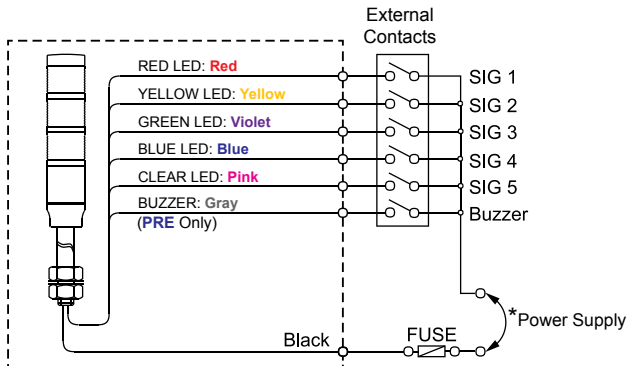 External
Contacts
RED LED: Red
SIG 1
YELLOW LED: Yellow
SIG 2
GREEN LED: Violet
SIG 3
BLUE LED: Blue
SIG 4
CLEAR LED: Pink
SIG 5
BUZZER: Gray
(PRE Only)
Buzzer
*Power Supply
Black
FUSE